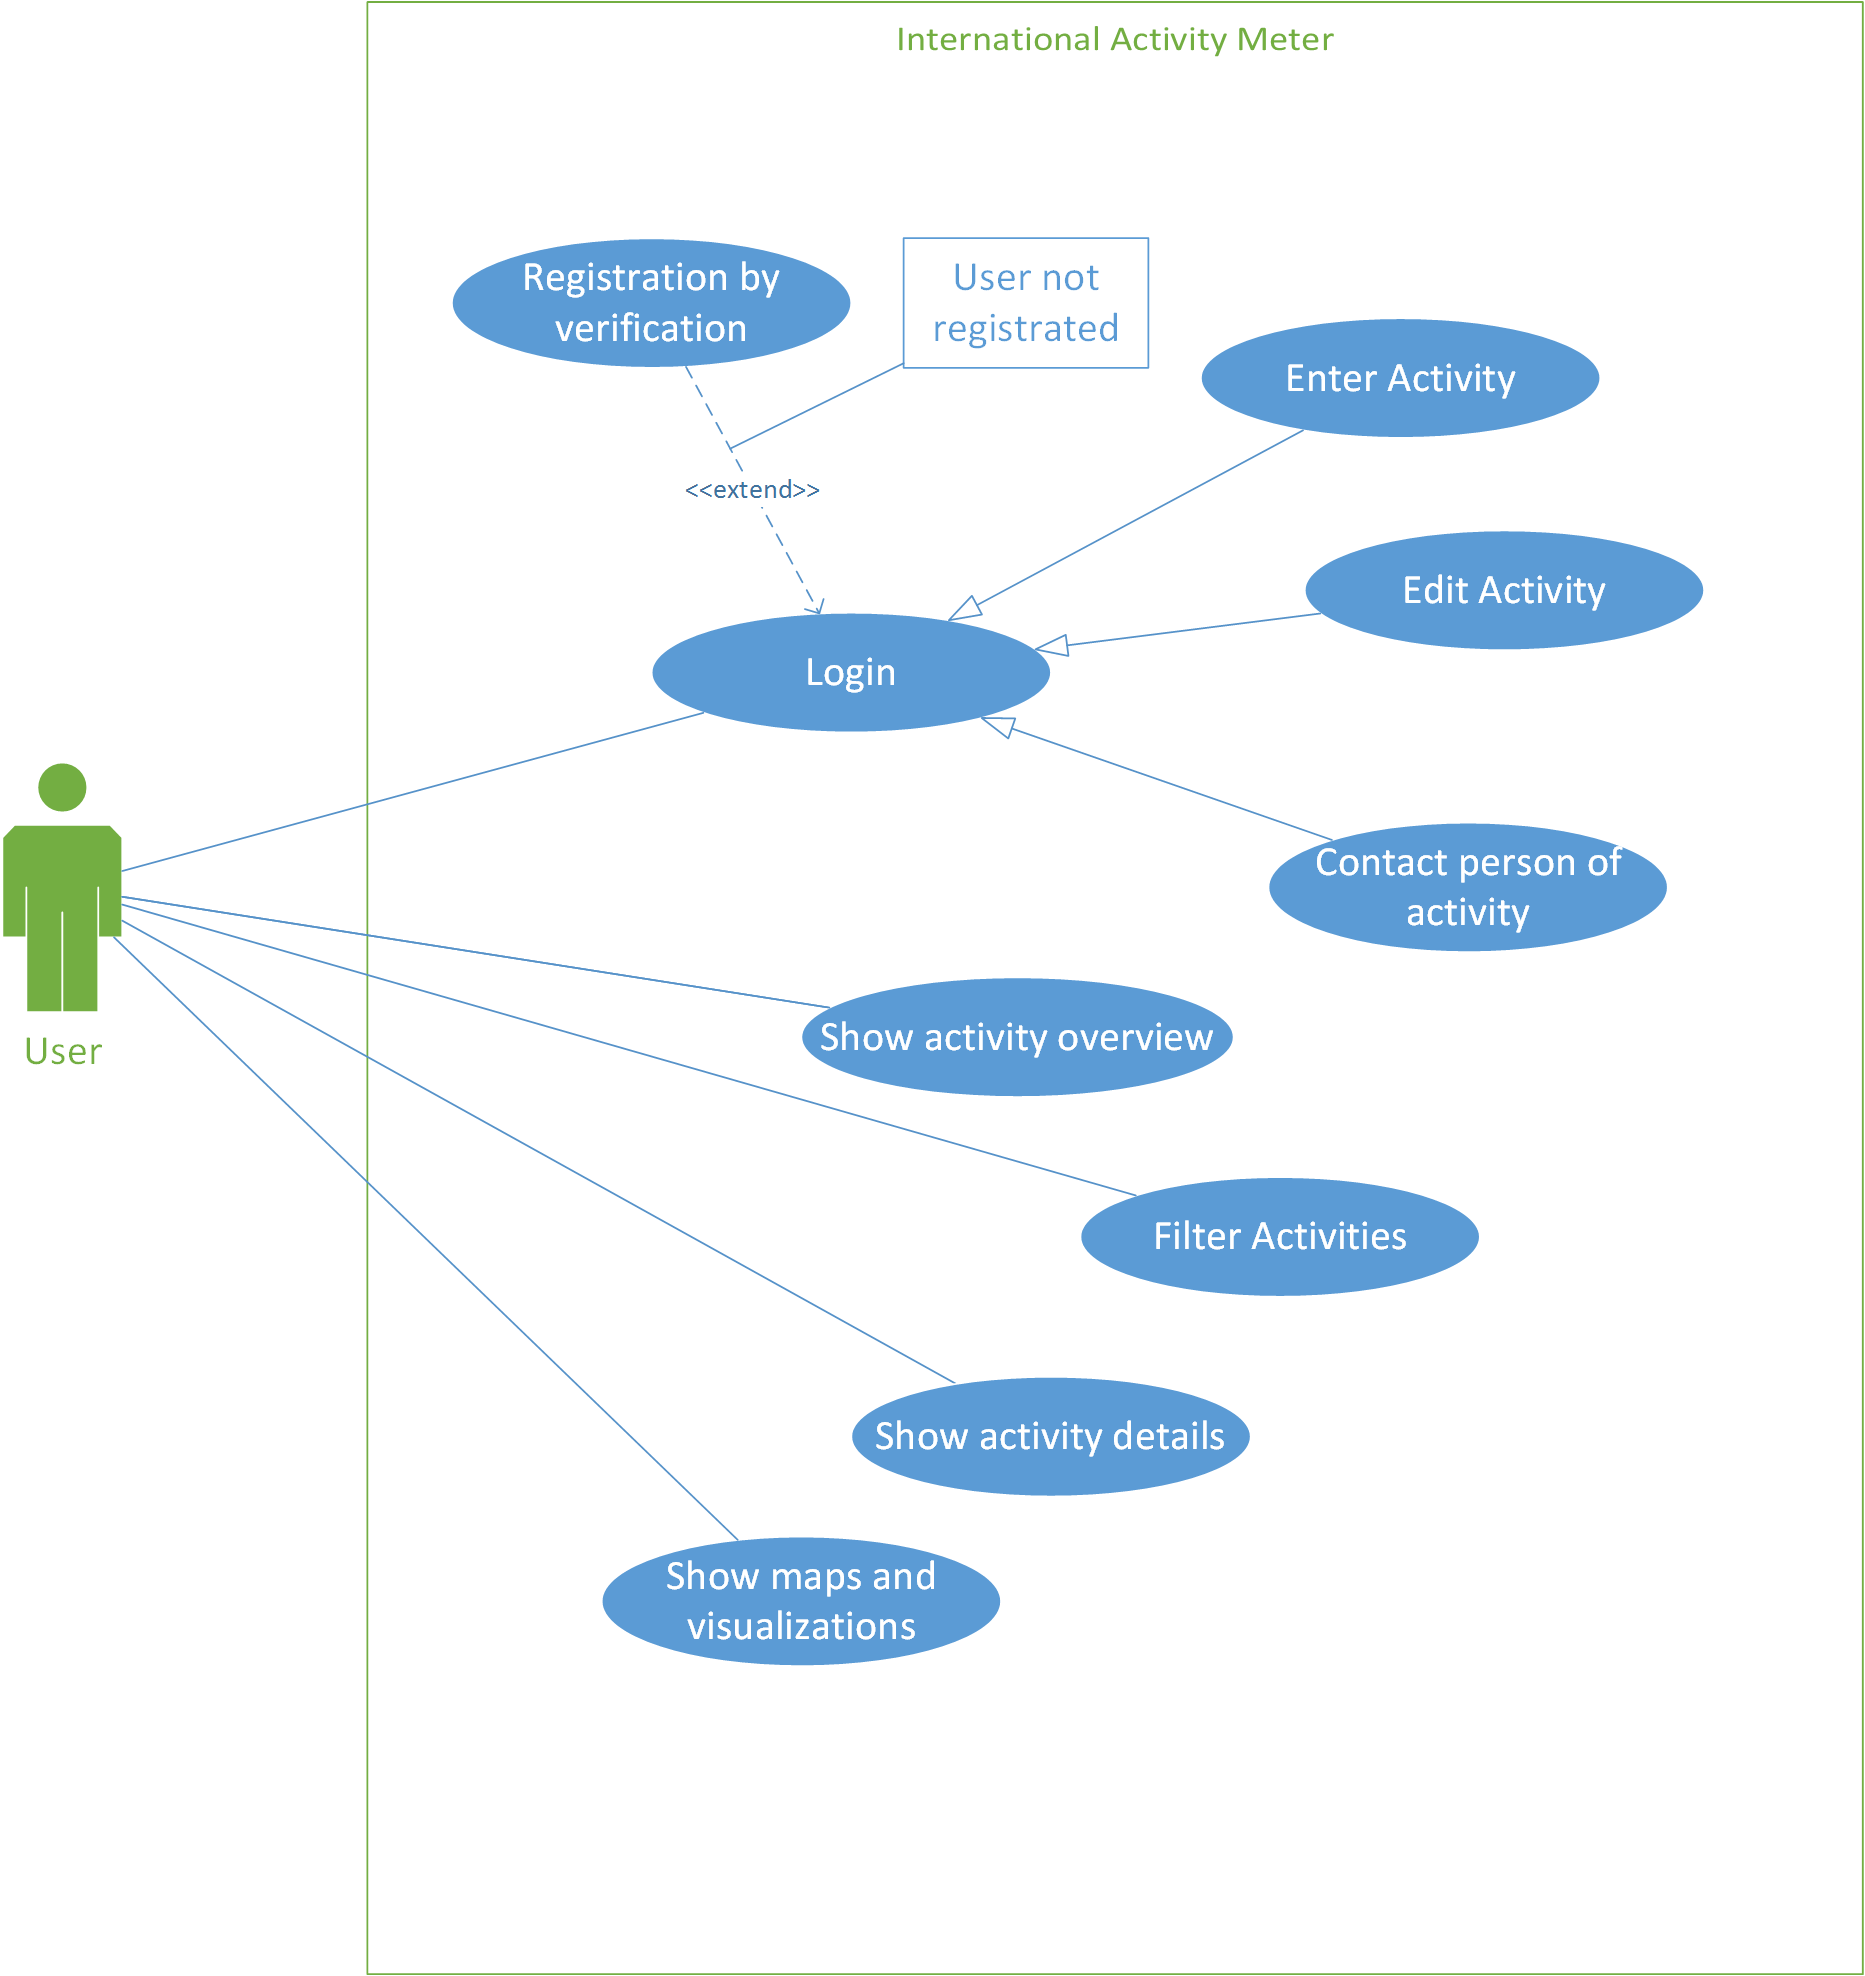 International Activity Meter
Registration by
verification
User not
registrated
Enter Activity
<<extend>>
Edit Activity
Login
Contact person of
activity
Show activity overview
User
Filter Activities
Show activity details
Show maps and
visualizations